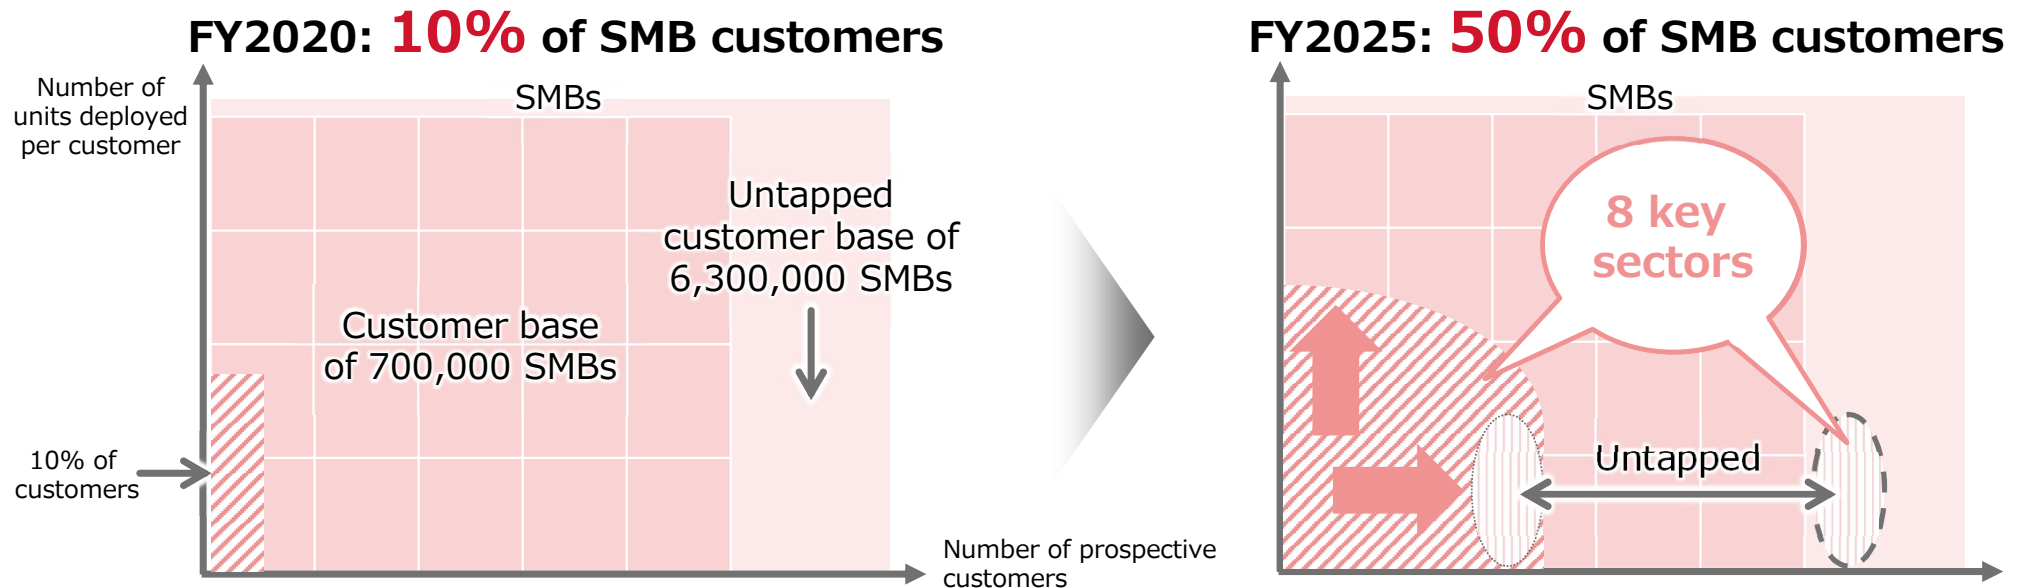 FY2020: 10% of SMB customers
Number of
units deployed
per customer
SMBs
Untapped
customer base of
6,300,000 SMBs
Customer base
of 700,000 SMBs
10% of
customers
Number of prospective
customers
FY2025: 50% of SMB customers
SMBs
8 key
sectors
Untapped